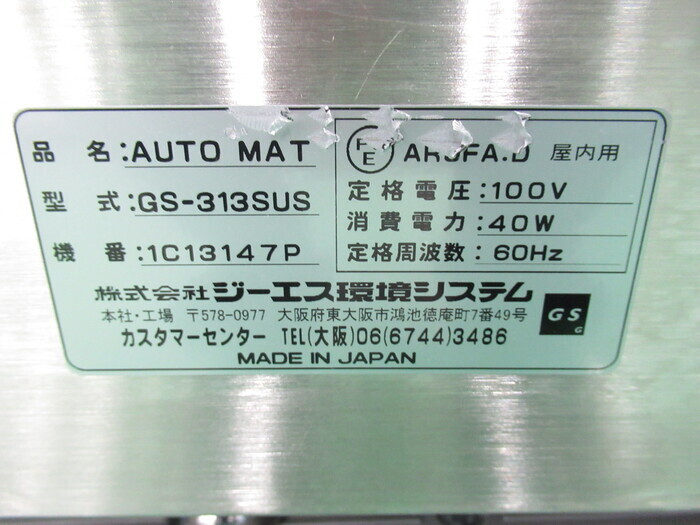 品名:AUTO MAT
型式:GS-313SUS
機番:1C13147P
PS E 屋内用
定格電圧:100V
消費電力:40W
定格周波数:60Hz
株式会社ジーエス環境システム
本社・工場 〒578-0977 大阪府東大阪市鴻池徳庵町7番49号
カスタマーセンター TEL(大阪)06(6744)3486
MADE IN JAPAN
GS
G